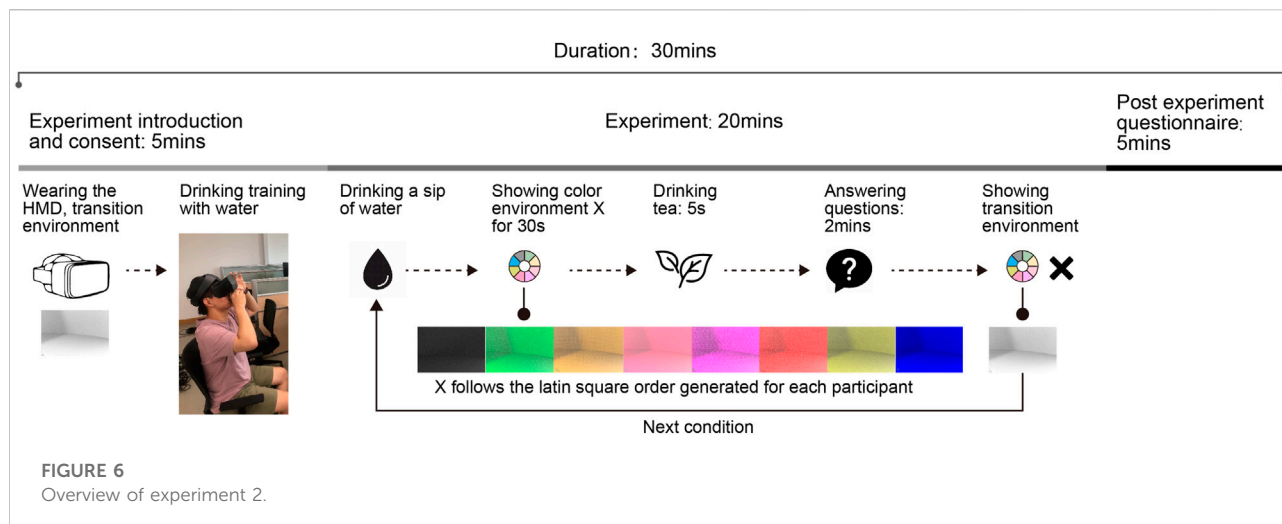 Duration: 30mins
Experiment introduction
and consent: 5mins
Experiment: 20mins
Post experiment
questionnaire:
5mins
Wearing the
HMD, transition
environment
Drinking training
with water
Drinking a sip
of water
Showing color
environment X
for 30s
Drinking
tea: 5s
Answering
questions:
2mins
Showing
transition
environment
?
X follows the latin square order generated for each participant
Next condition
FIGURE 6
Overview of experiment 2.